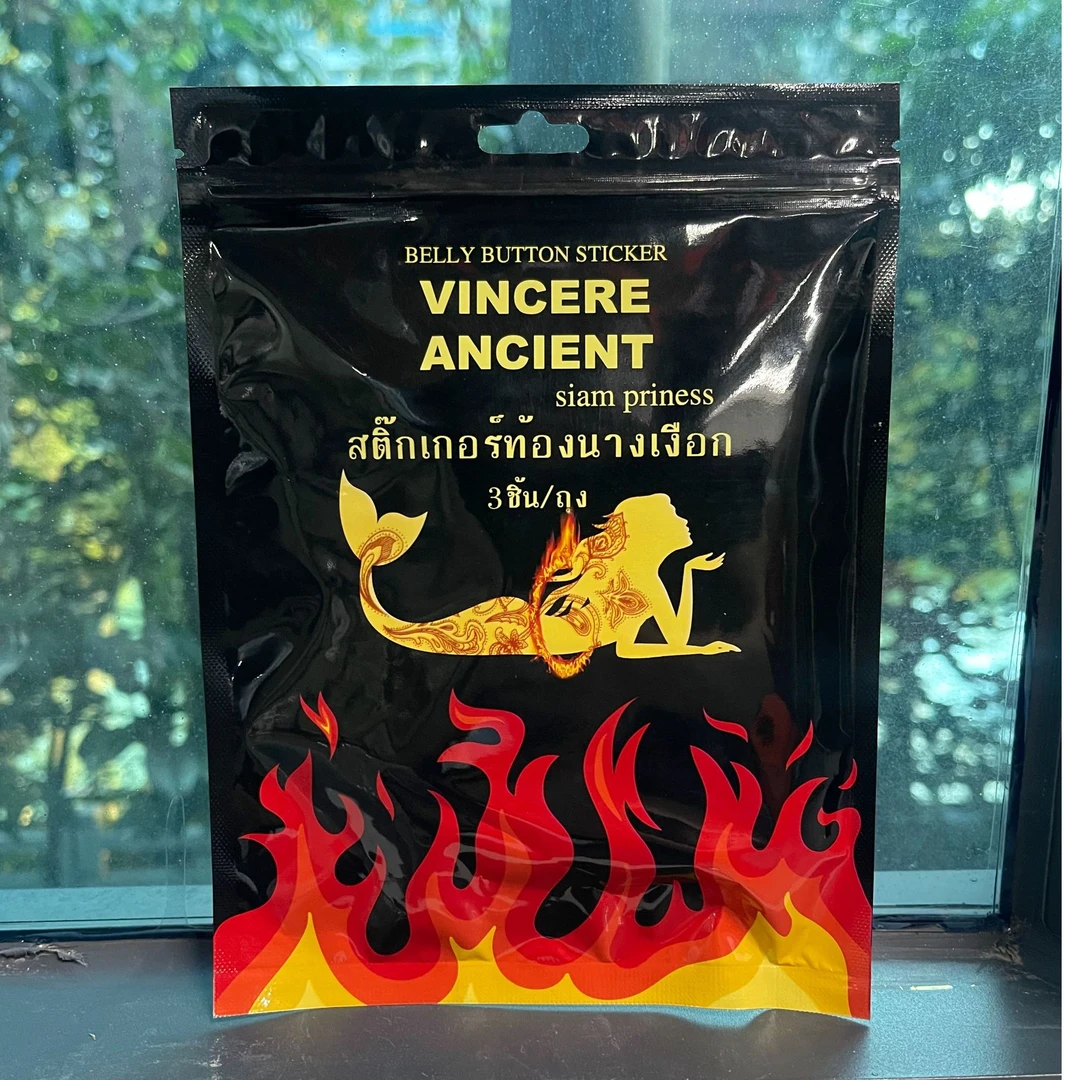 BELLY BUTTON STICKER
VINCERE
ANCIENT
siam priness
สติ๊กเกอร์ท้องนางเงือก
3ชิ้น/ถุง